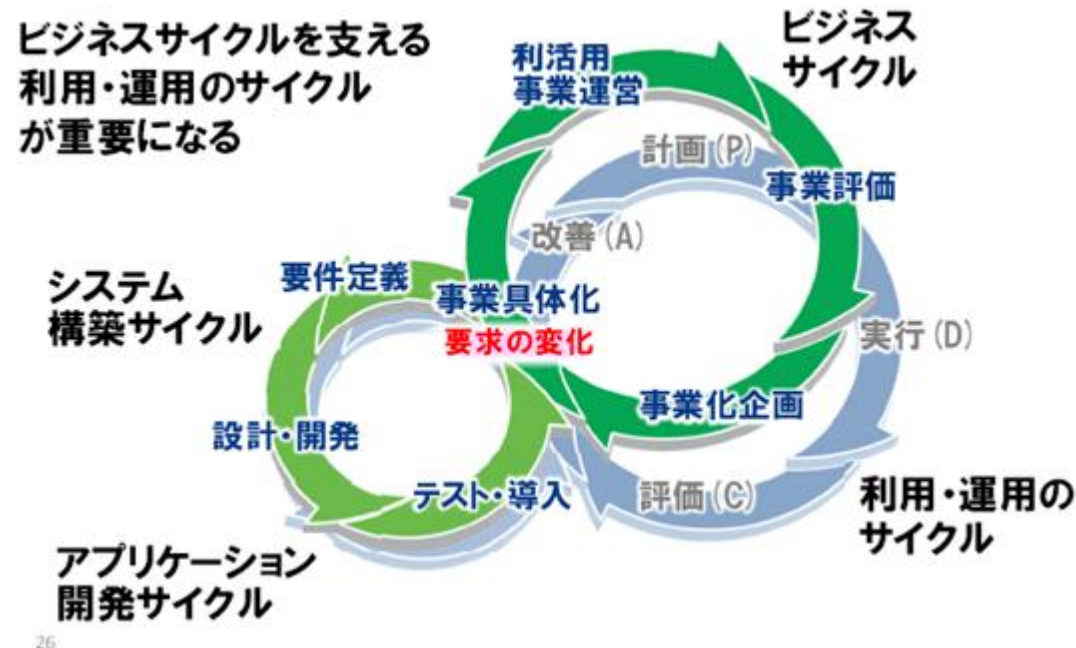 ビジネスサイクルを支える
利用・運用のサイクル
が重要になる
ビジネス
サイクル
利活用
事業運営
計画(P)
事業評価
改善(A)
要件定義
事業具体化
要求の変化
システム
構築サイクル
実行(D)
事業化企画
設計・開発
テスト・導入
評価(C)
利用・運用の
サイクル
アプリケーション
開発サイクル
26